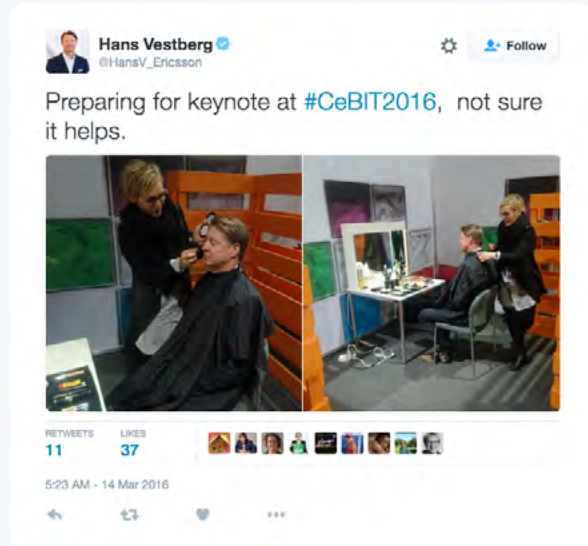 Hans Vestberg
@HansV_Ericsson
Follow
Preparing for keynote at #CeBIT2016, not sure
it helps.
RETWEETS LIKES
11 37
5:23 AM - 14 Mar 2016